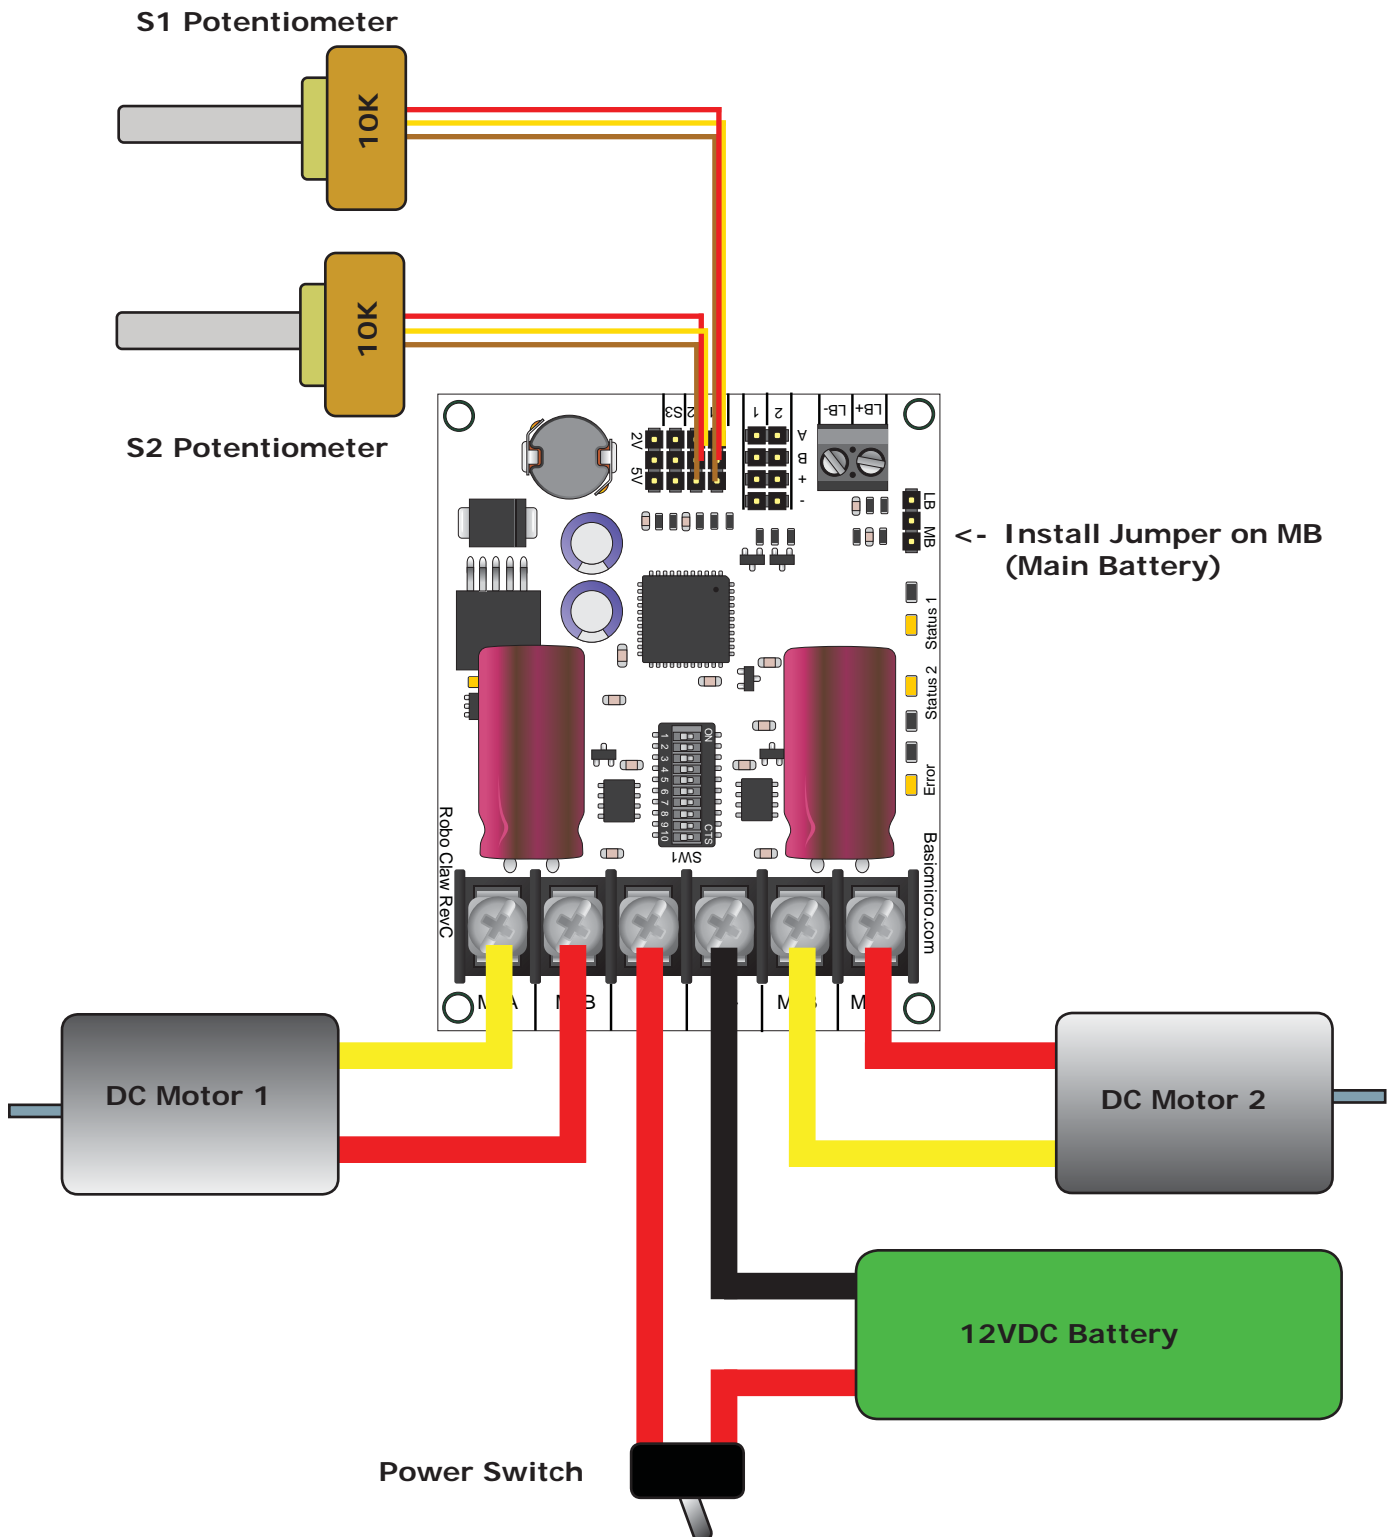 S1 Potentiometer
10K
10K
S2 Potentiometer
S3
1
2
LB-
LB+
2V
5V
A
B
+
-
LB
MB
<- Install Jumper on MB
(Main Battery)
Status 1
Status 2
Error
ON
1 2 3 4 5 6 7 8 9 10
CTS
SW1
Robo Claw RevC
Basicmicro.com
DC Motor 1
DC Motor 2
12VDC Battery
Power Switch